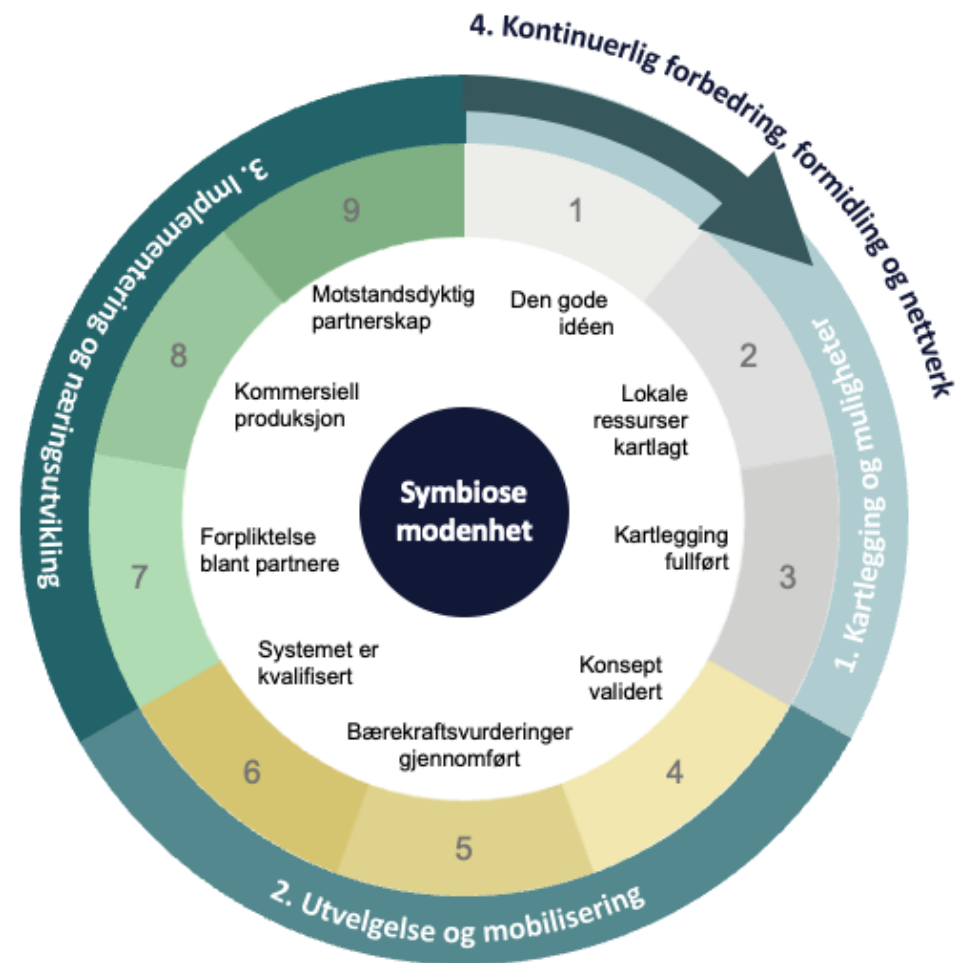 4. Kontinuerlig forbedring, formidling og nettverk
3. Implementering og næringsutvikling
1. Kartlegging og muligheter
2. Utvelgelse og mobilisering
1
2
3
4
5
6
7
8
9
Den gode
idéen
Lokale
ressurser
kartlagt
Kartlegging
fullført
Konsept
validert
Bærekraftsvurderinger
gjennomført
Systemet er
kvalifisert
Forpliktelse
blant partnere
Kommersiell
produksjon
Motstandsdyktig
partnerskap
Symbiose
modenhet